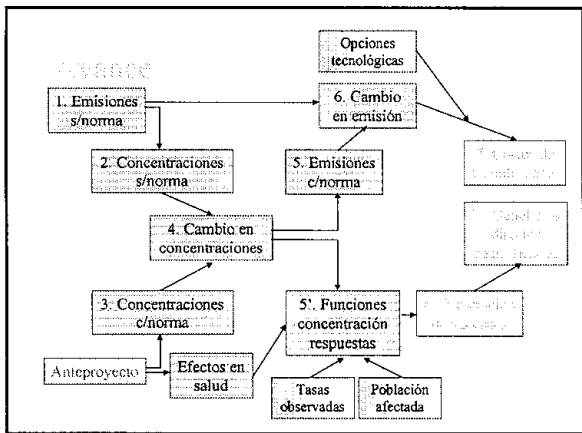 Avance
Opciones
tecnológicas
1. Emisiones
s/norma
6. Cambio
en emisión
2. Concentraciones
s/norma
5. Emisiones
c/norma
4. Cambio en
concentraciones
3. Concentraciones
c/norma
5'. Funciones
concentración
respuestas
Anteproyecto
Efectos en
salud
Tasas
observadas
Población
afectada